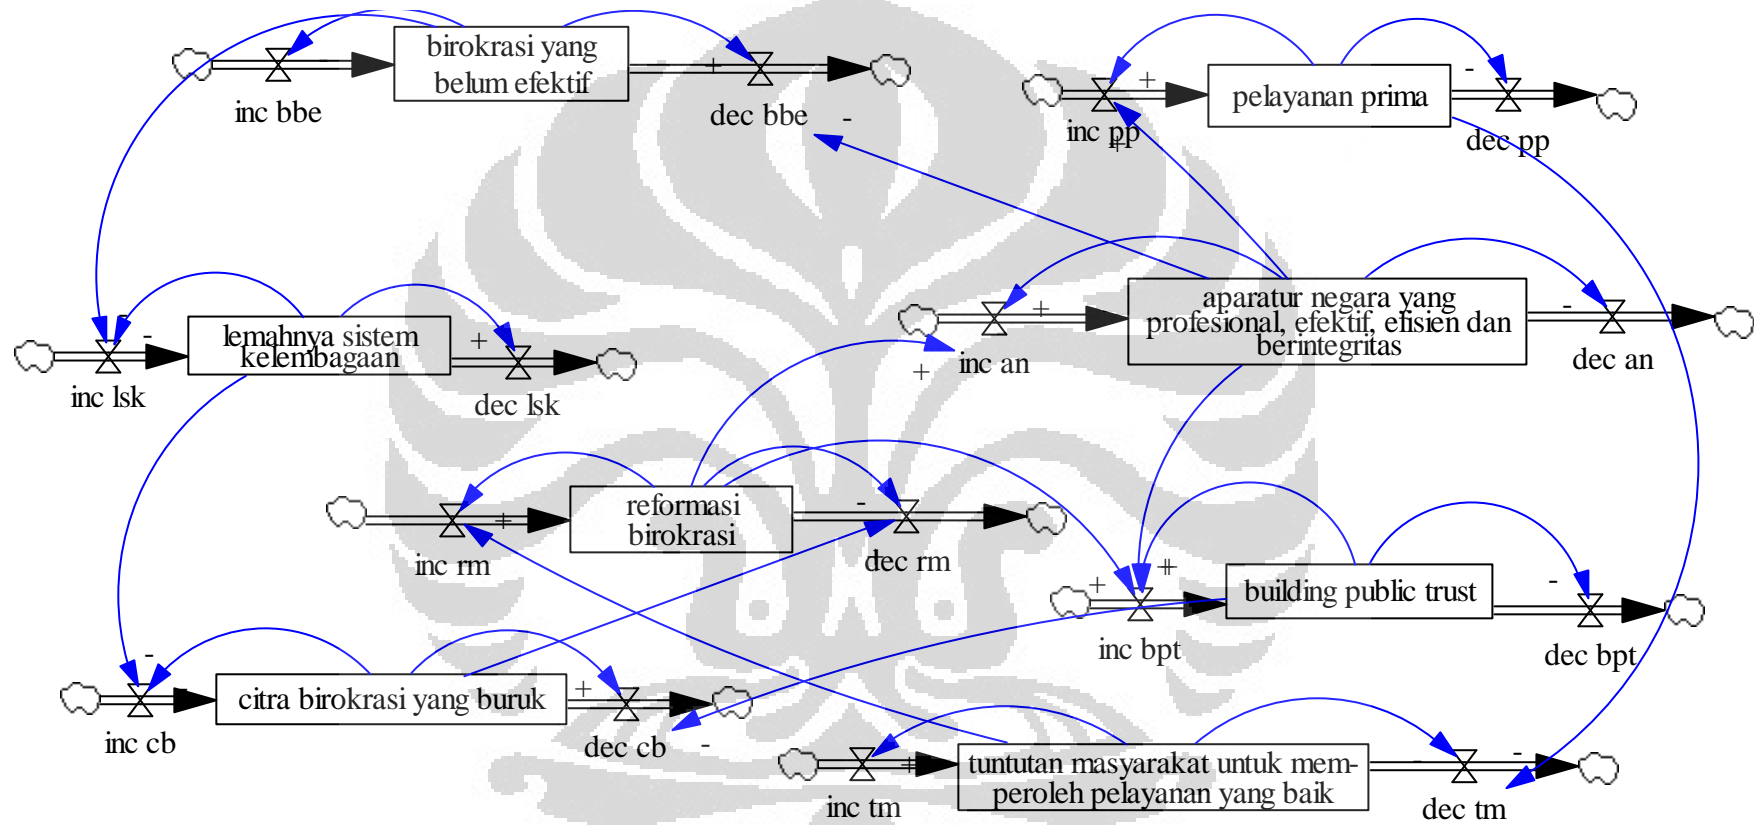 birokrasi yang
belum efektif
-
+
inc bbe
dec bbe
-
pelayanan prima
+
-
inc pp
+
dec pp
lemahnya sistem
kelembagaan
-
-
+
inc lsk
dec lsk
aparatur negara yang
profesional, efektif, efisien dan
berintegritas
+
-
inc an
+
dec an
reformasi
birokrasi
+
-
inc rm
dec rm
building public trust
+
+
+
-
inc bpt
dec bpt
citra birokrasi yang buruk
-
-
+
inc cb
dec cb
-
tuntutan masyarakat untuk mem-
peroleh pelayanan yang baik
+
-
-
inc tm
dec tm